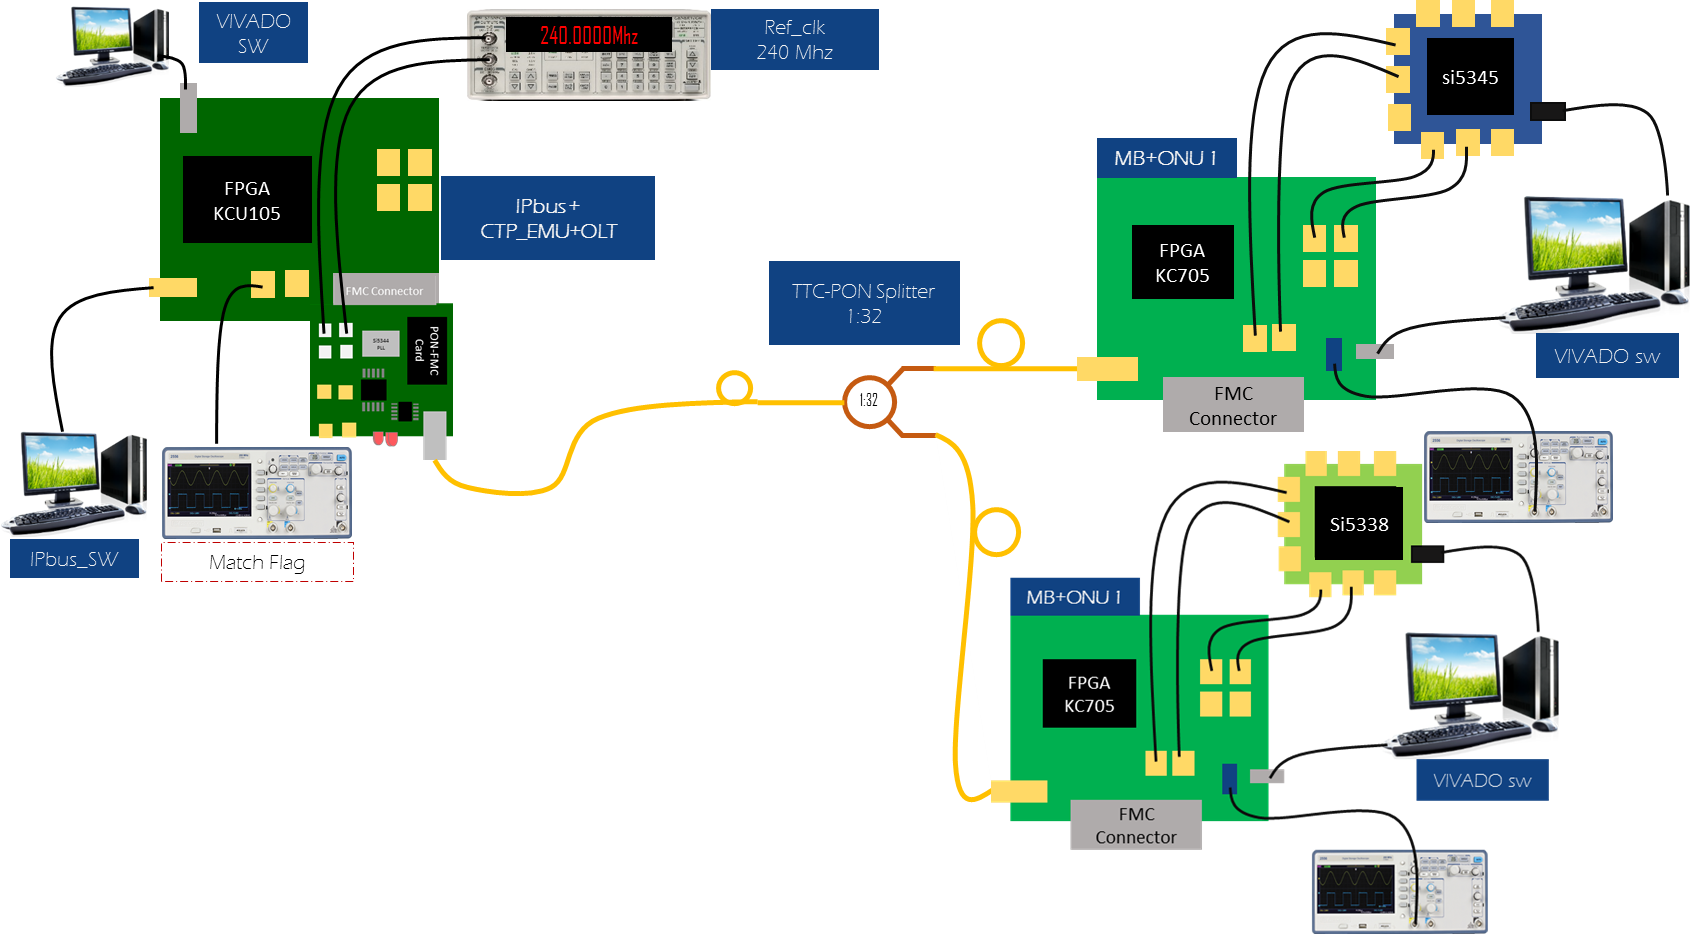 VIVADO
SW
240.0000Mhz
Ref_clk
240 Mhz
FPGA
KCU105
IPbus+
CTP_EMU+OLT
FMC Connector
Si5344
PLL
PON-FMC
Card
IPbus_SW
Match Flag
TTC-PON Splitter
1:32
1:32
MB+ONU 1
FPGA
KC705
FMC
Connector
si5345
VIVADO sw
MB+ONU 1
FPGA
KC705
FMC
Connector
Si5338
VIVADO sw